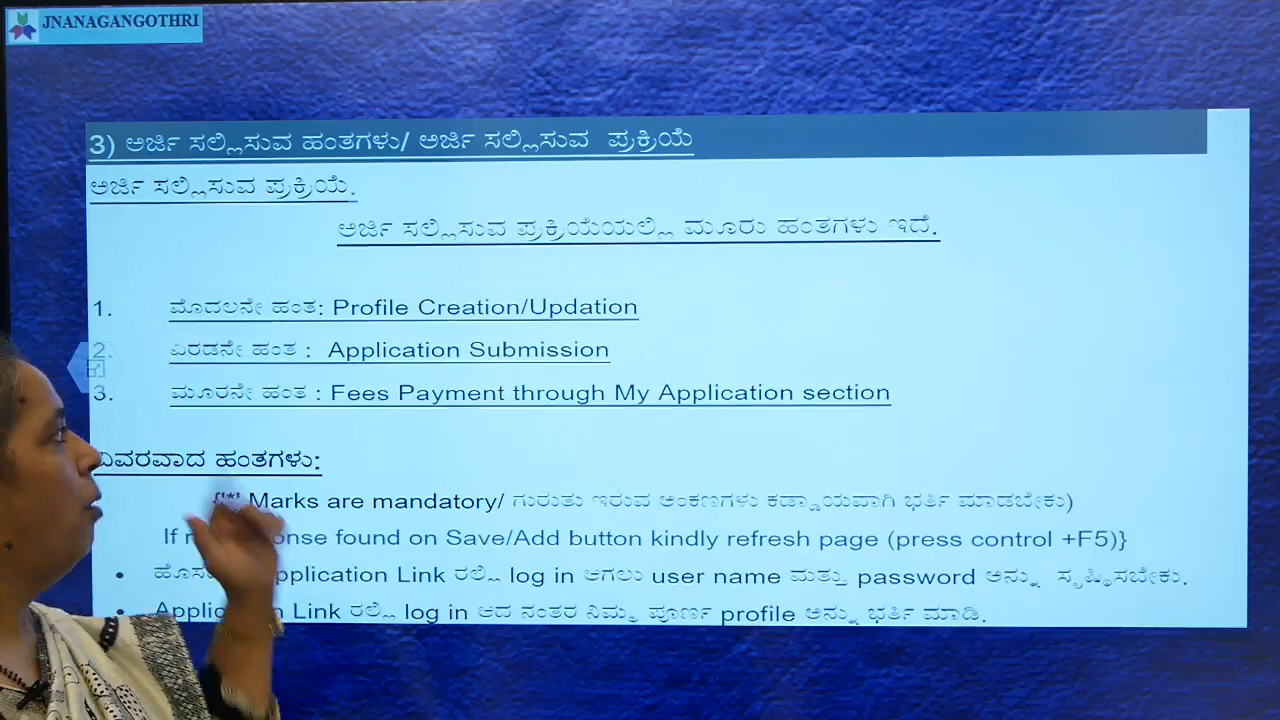 JNANAGANGOTHRI
3) ಅರ್ಜಿ ಸಲ್ಲಿಸುವ ಹಂತಗಳು/ ಅರ್ಜಿ ಸಲ್ಲಿಸುವ ಪ್ರಕ್ರಿಯೆ
ಅರ್ಜಿ ಸಲ್ಲಿಸುವ ಪ್ರಕ್ರಿಯೆ.
ಅರ್ಜಿ ಸಲ್ಲಿಸುವ ಪ್ರಕ್ರಿಯೆಯಲ್ಲಿ ಮೂರು ಹಂತಗಳು ಇದೆ.
1. ಮೊದಲನೇ ಹಂತ: Profile Creation/Updation
2. ಎರಡನೇ ಹಂತ : Application Submission
3. ಮೂರನೇ ಹಂತ : Fees Payment through My Application section
ವಿವರವಾದ ಹಂತಗಳು:
{'*' Marks are mandatory/ ಗುರುತು ಇರುವ ಅಂಕಣಗಳು ಕಡ್ಡಾಯವಾಗಿ ಭರ್ತಿ ಮಾಡಬೇಕು)
If found on Save/Add button kindly refresh page (press control +F5)}
• Application Link ರಲ್ಲಿ log in ಆಗಲು user name ಮತ್ತು password ಅನ್ನು ಸೃಷ್ಠಿಸಬೇಕು.
• Application Link ರಲ್ಲಿ log in ಆದ ನಂತರ ನಿಮ್ಮ ಪೂರ್ಣ profile ಅನ್ನು ಭರ್ತಿ ಮಾಡಿ.